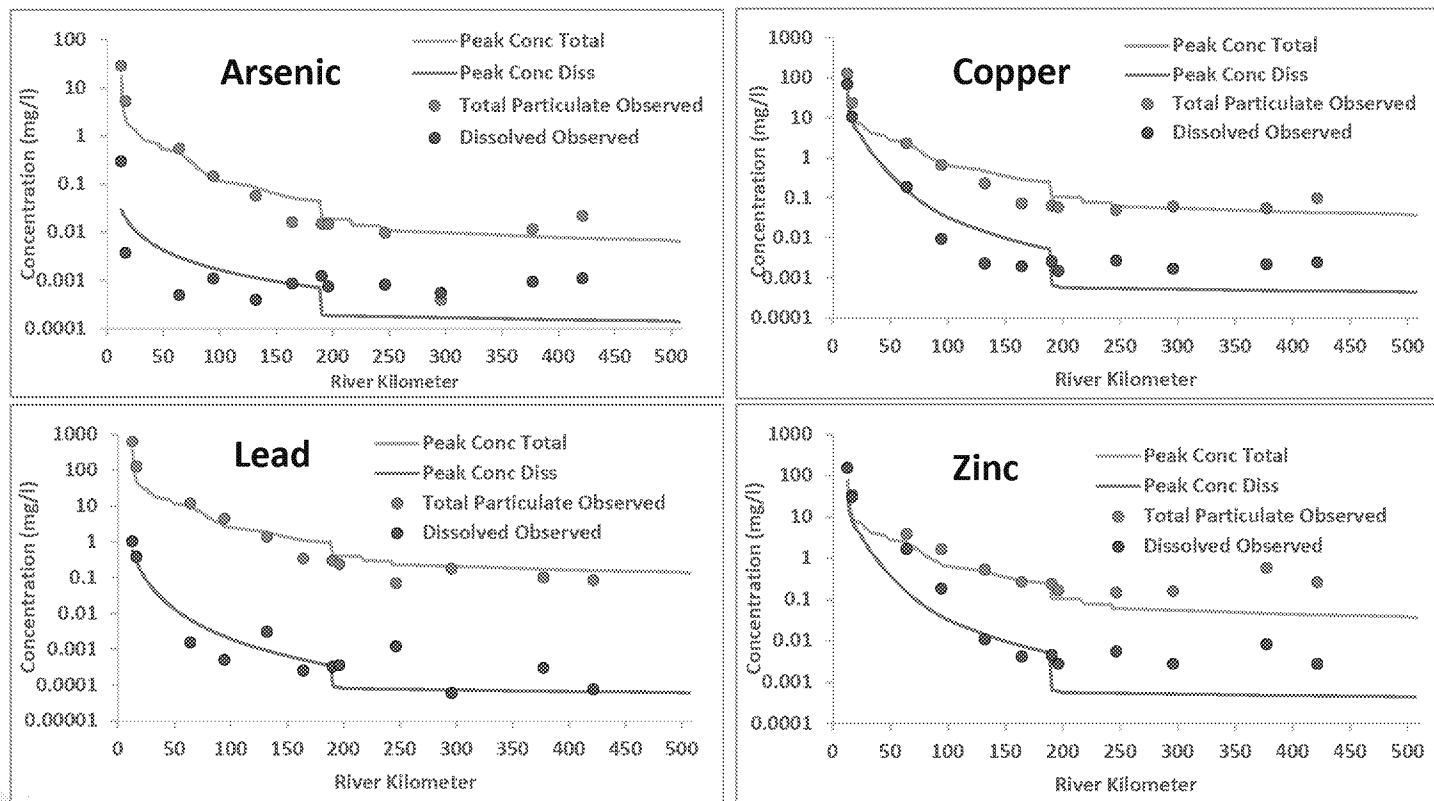 Arsenic
Peak Conc Total
Peak Conc Diss
Total Particulate Observed
Dissolved Observed
Concentration (mg/l)
100
10
1
0.1
0.01
0.001
0.0001
0 50 100 150 200 250 300 350 400 450 500
River Kilometer
Copper
Peak Conc Total
Peak Conc Diss
Total Particulate Observed
Dissolved Observed
Concentration (mg/l)
1000
100
10
1
0.1
0.01
0.001
0.0001
0 50 100 150 200 250 300 350 400 450 500
River Kilometer
Lead
Peak Conc Total
Peak Conc Diss
Total Particulate Observed
Dissolved Observed
Concentration (mg/l)
1000
100
10
1
0.1
0.01
0.001
0.0001
0.00001
0 50 100 150 200 250 300 350 400 450 500
River Kilometer
Zinc
Peak Conc Total
Peak Conc Diss
Total Particulate Observed
Dissolved Observed
Concentration (mg/l)
1000
100
10
1
0.1
0.01
0.001
0.0001
0 50 100 150 200 250 300 350 400 450 500
River Kilometer